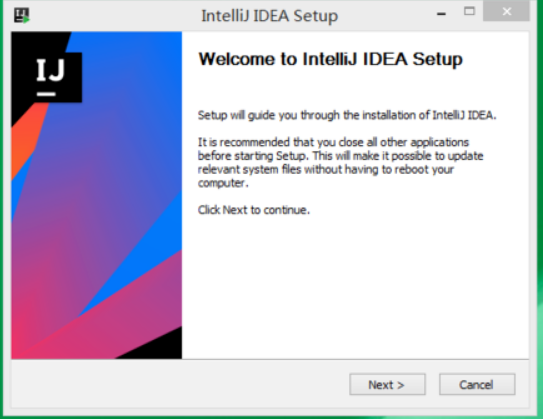 IntelliJ IDEA Setup
IJ
Welcome to IntelliJ IDEA Setup
Setup will guide you through the installation of IntelliJ IDEA.
It is recommended that you close all other applications
before starting Setup. This will make it possible to update
relevant system files without having to reboot your
computer.
Click Next to continue.
Next >
Cancel